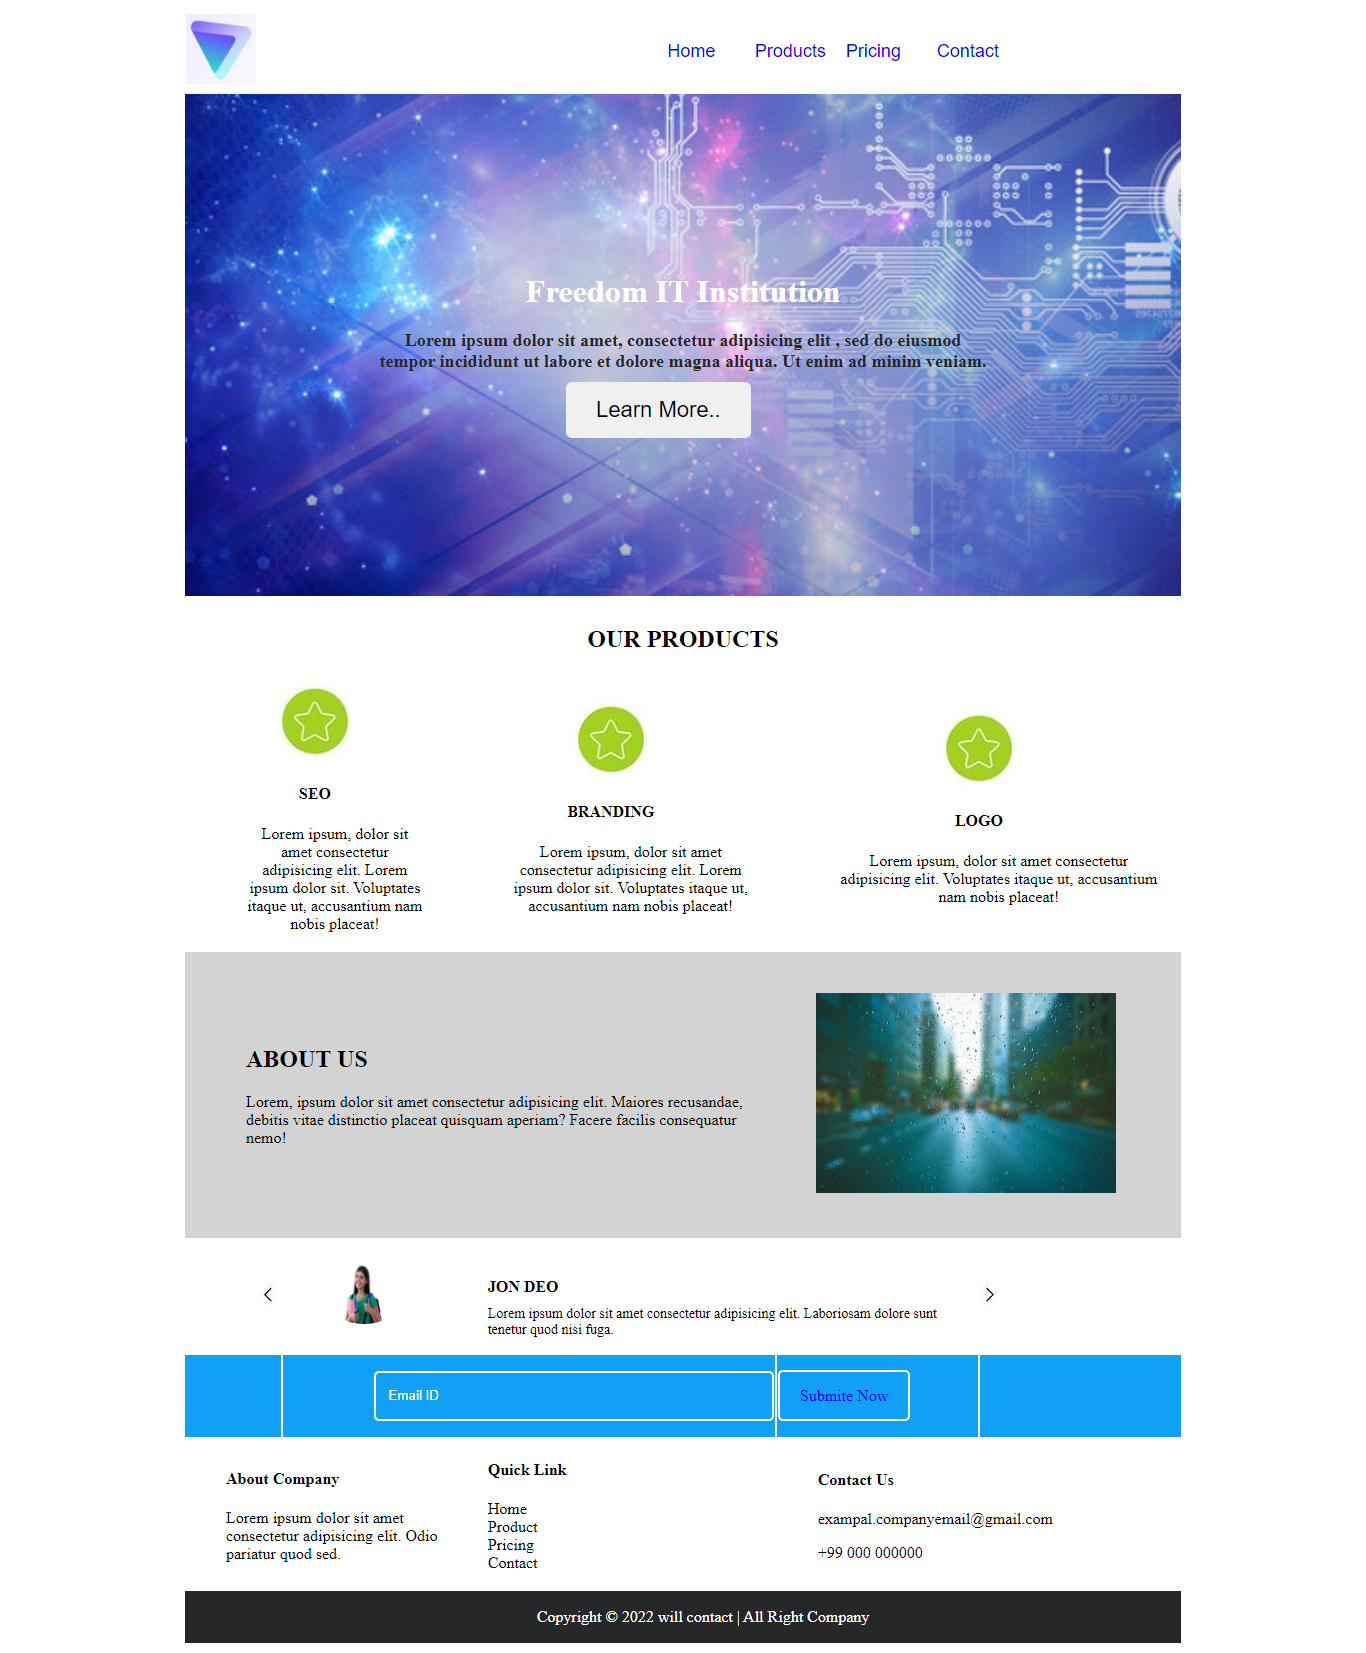 Home Products Pricing Contact
Freedom IT Institution
Lorem ipsum dolor sit amet, consectetur adipisicing elit , sed do eiusmod
tempor incididunt ut labore et dolore magna aliqua. Ut enim ad minim veniam.
Learn More..
OUR PRODUCTS
SEO
Lorem ipsum, dolor sit
amet consectetur
adipisicing elit. Lorem
ipsum dolor sit. Voluptates
itaque ut, accusantium nam
nobis placeat!
BRANDING
Lorem ipsum, dolor sit amet
consectetur adipisicing elit. Lorem
ipsum dolor sit. Voluptates itaque ut,
accusantium nam nobis placeat!
LOGO
Lorem ipsum, dolor sit amet consectetur
adipisicing elit. Voluptates itaque ut, accusantium
nam nobis placeat!
ABOUT US
Lorem, ipsum dolor sit amet consectetur adipisicing elit. Maiores recusandae,
debitis vitae distinctio placeat quisquam aperiam? Facere facilis consequatur
nemo!
JON DEO
Lorem ipsum dolor sit amet consectetur adipisicing elit. Laboriosam dolore sunt
tenetur quod nisi fuga.
Email ID
Submite Now
About Company
Lorem ipsum dolor sit amet
consectetur adipisicing elit. Odio
pariatur quod sed.
Quick Link
Home
Product
Pricing
Contact
Contact Us
exampal.companyemail@gmail.com
+99 000 000000
Copyright © 2022 will contact | All Right Company